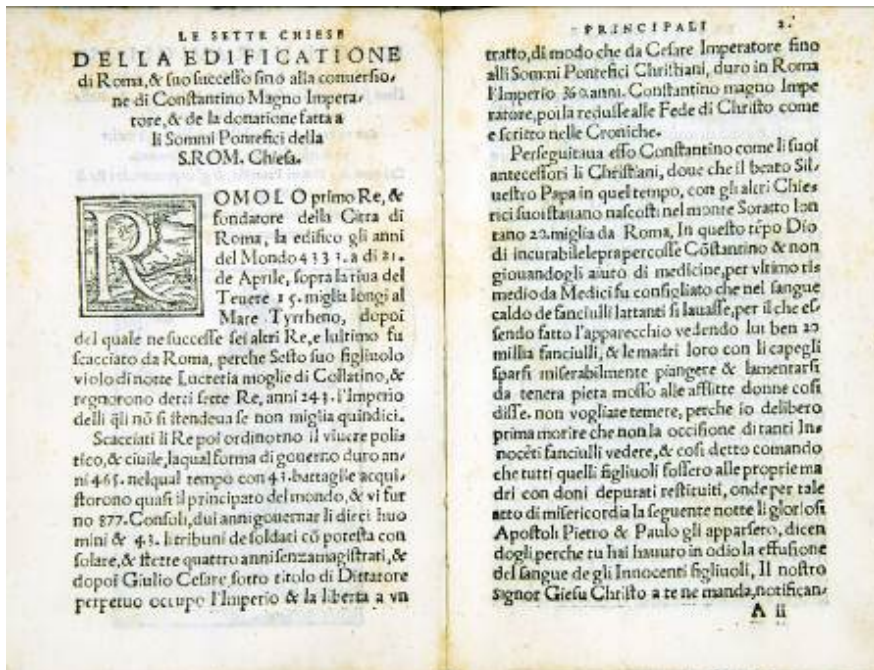 LE SETTE CHIESE
DELLA EDIFICATIONE
di Roma, & suo successo sino alla conuersio,
ne di Constantino Magno Impera-
tore, & de la donatione fatta a
li Sommi Pontefici della
S. ROM. Chiesa.
ROMOLO primo Re, &
fondatore della Citta di
Roma, la edifico gli anni
del Mondo 4333. a di 21.
de Aprile, sopra la riua del
Teuere 15. miglia longi al
Mare Tyrrheno, dopoi
del quale ne successe sei altri Re, e lultimo fu
scacciato da Roma, perche Sesto suo figliuolo
violo di notte Lucretia moglie di Collatino, &
regnorono detti sette Re, anni 243. l'Imperio
delli q̃li nõ si stendeua se non miglia quindici.
Scacciati li Re poi ordinorno il viuere polis
tico, & ciuile, laqual forma di gouerno duro an,
ni 465. nelqual tempo con 43. battaglie acqui,
storono quasi il principato del mondo, & vi fur
no 877. Consoli, dui anni gouernar li dieci huo
mini & 43. li tribuni de soldati cõ potesta con
solare, & stette quattro anni senza magistrati, &
dopoi Giulio Cesare, sotto titolo di Dittatore
perpetuo occupo l'Imperio & la liberta a vn
PRINCIPALI 2.
tratto, di modo che da Cesare Imperatore fino
alli Sommi Pontefici Christiani, duro in Roma
l'Imperio 360. anni. Constantino magno Impe
ratore, poi la redusse alle Fede di Christo come
e scritto nelle Croniche.
Perseguitaua esso Constantino come li suoi
antecessori li Christiani, doue che il beato Sil,
uestro Papa in quel tempo, con gli altri Chies
rici suoi stauano nascosti nel monte Soratto lon
tano 20. miglia da Roma, In questo tẽpo Dio
di incurabile lepra percosse Cõstantino & non
giouandogli aiuto di medicine, per vltimo ris
medio da Medici fu consigliato che nel sangue
caldo de fanciulli lattanti si lauasse, per il che es,
sendo fatto l'apparecchio vedendo lui ben 20
millia fanciulli, & le madri loro con li capegli
sparsi miserabilmente piangere & lamentarsi
da tenera pieta mosso alle afflitte donne cosi
disse. non vogliate temere, perche io delibero
prima morire che non la occisione di tanti In,
nocẽti fanciulli vedere, & cosi detto comando
che tutti quelli figliuoli fossero alle proprie ma
dri con doni deputati restituiti, onde per tale
atto di misericordia la seguente notte li gloriosi
Apostoli Pietro & Paulo gli apparsero, dicen
dogli perche tu hai hauuto in odio la effusione
del sangue de gli Innocenti figliuoli, Il nostro
signor Giesu Christo a te ne manda, notifican,
A ii